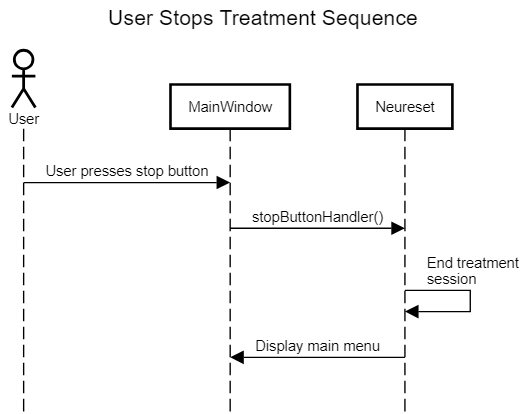 User Stops Treatment Sequence
User
MainWindow
Neureset
User presses stop button
stopButtonHandler()
End treatment
session
Display main menu